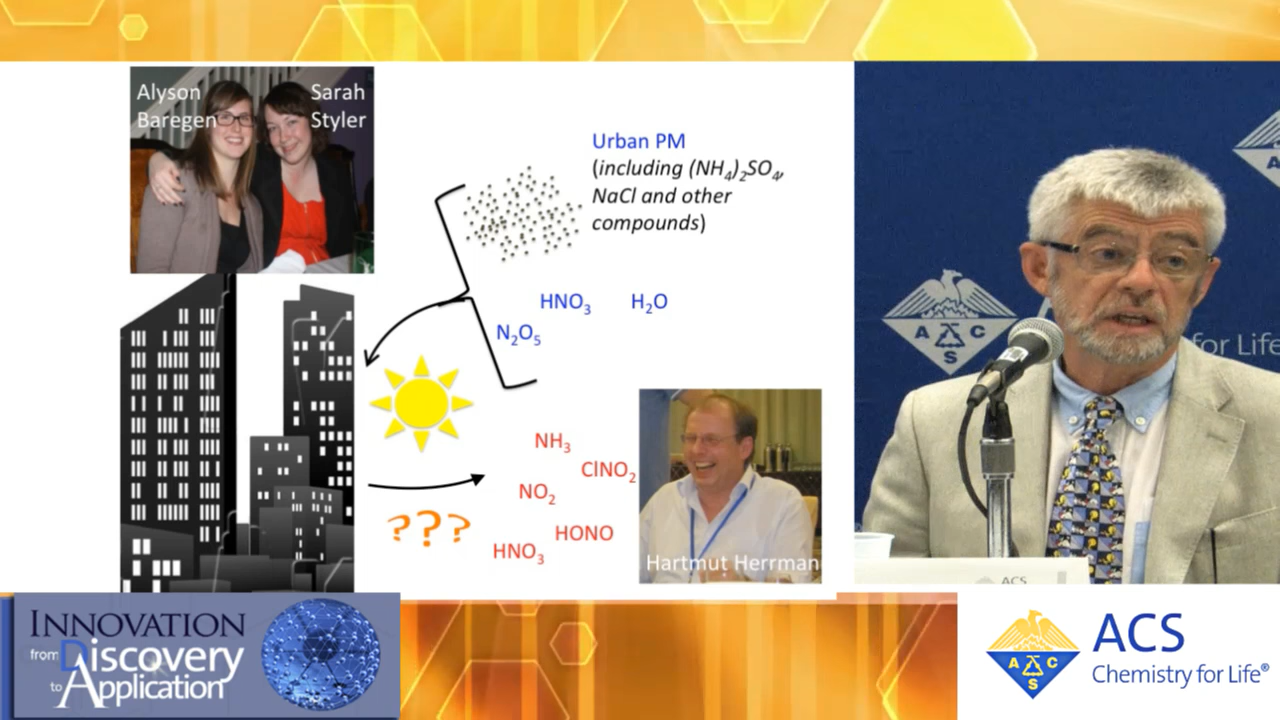 Alyson
Baregen
Sarah
Styler
Urban PM
(including (NH4)2SO4,
NaCl and other
compounds)
HNO3
H2O
N2O5
NH3
ClNO2
NO2
HONO
HNO3
???
Hartmut Herrman
A C
S
for Life
A
ACS
INNOVATION
from Discovery
to Application
A C
S
ACS
Chemistry for Life®